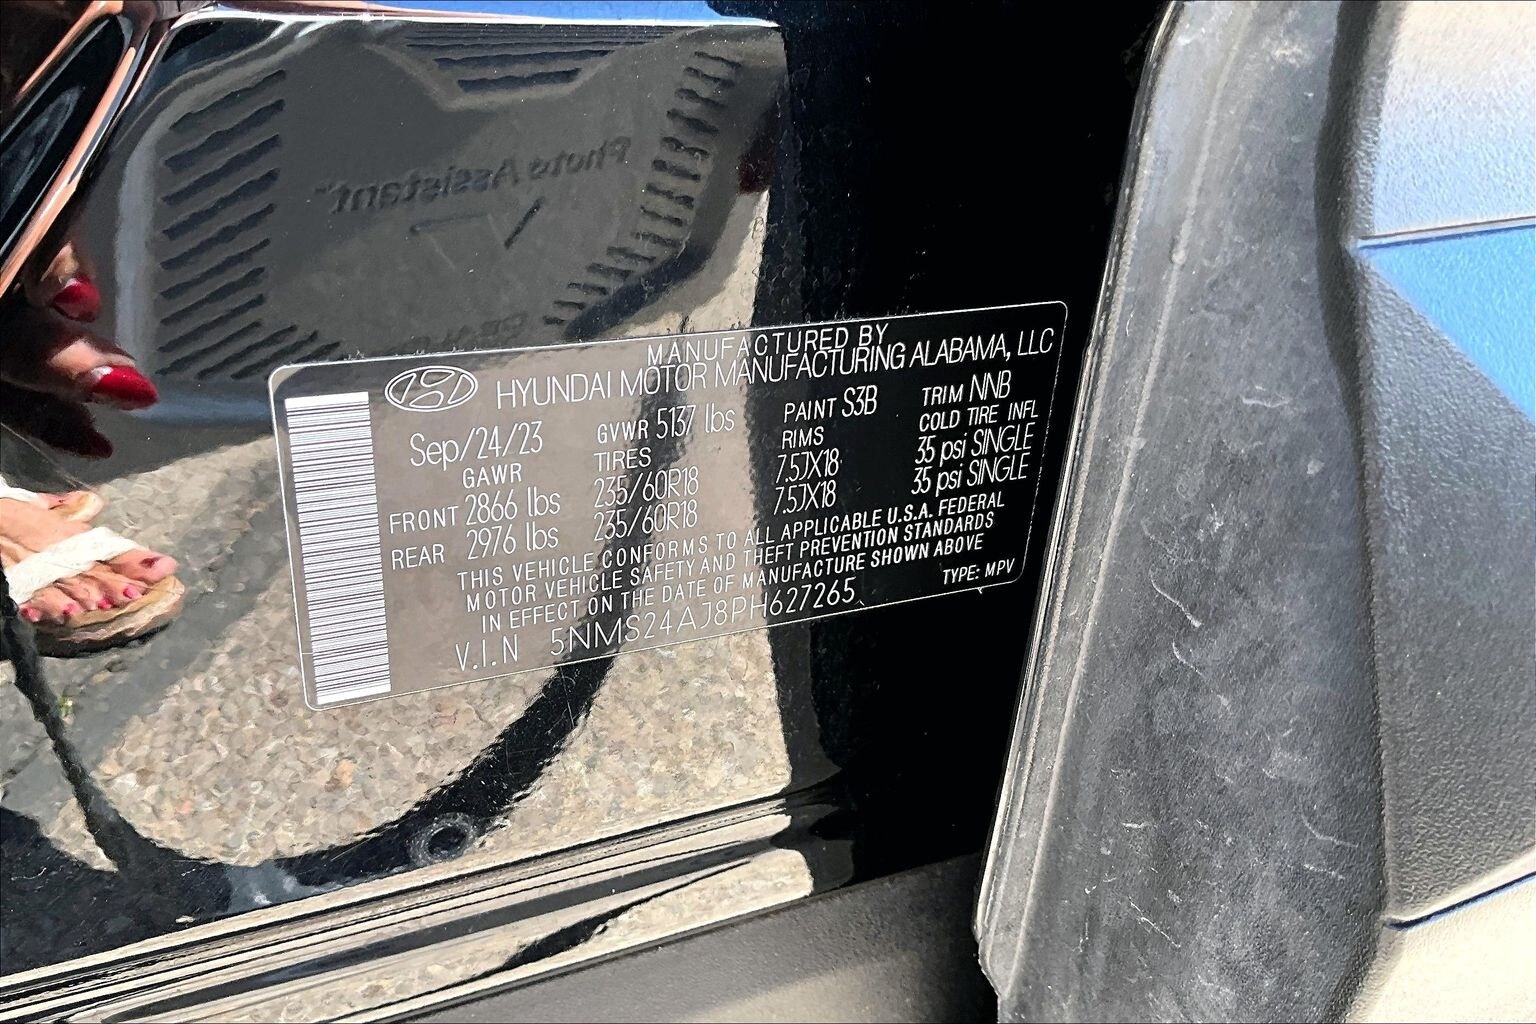 Photo Assistant™
MANUFACTURED BY
HYUNDAI MOTOR MANUFACTURING ALABAMA, LLC
Sep/24/23 GVWR 5137 lbs PAINT S3B TRIM NNB
GAWR TIRES RIMS COLD TIRE INFL
FRONT 2866 lbs 235/60R18 7.5JX18 35 psi SINGLE
REAR 2976 lbs 235/60R18 7.5JX18 35 psi SINGLE
THIS VEHICLE CONFORMS TO ALL APPLICABLE U.S.A. FEDERAL
MOTOR VEHICLE SAFETY AND THEFT PREVENTION STANDARDS
IN EFFECT ON THE DATE OF MANUFACTURE SHOWN ABOVE
V.I.N 5NMS24AJ8PH627265 TYPE: MPV